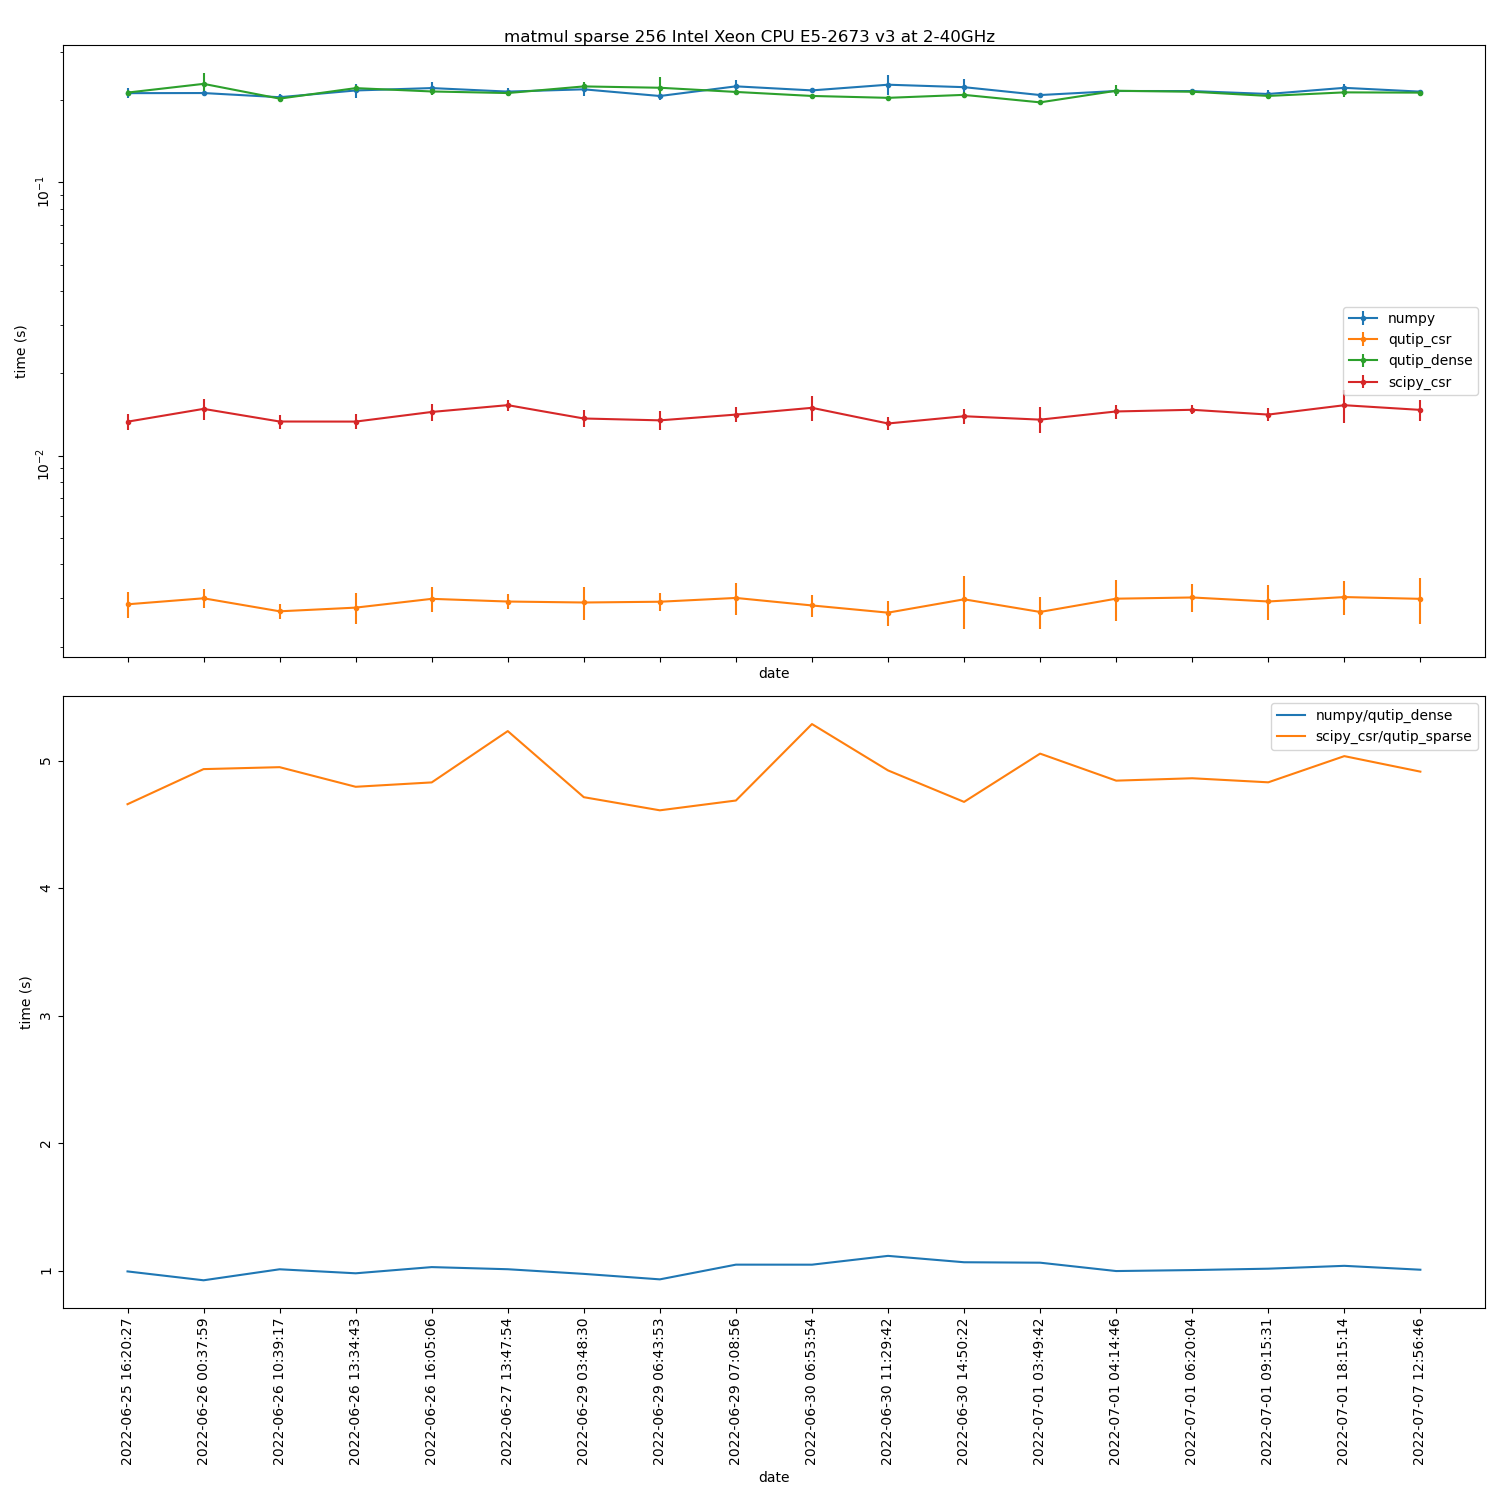 matmul sparse 256 Intel Xeon CPU E5-2673 v3 at 2-40GHz
time (s)
10⁻¹
10⁻²
numpy
qutip_csr
qutip_dense
scipy_csr
date
time (s)
5
4
3
2
1
numpy/qutip_dense
scipy_csr/qutip_sparse
2022-06-25 16:20:27
2022-06-26 00:37:59
2022-06-26 10:39:17
2022-06-26 13:34:43
2022-06-26 16:05:06
2022-06-27 13:47:54
2022-06-29 03:48:30
2022-06-29 06:43:53
2022-06-29 07:08:56
2022-06-30 06:53:54
2022-06-30 11:29:42
2022-06-30 14:50:22
2022-07-01 03:49:42
2022-07-01 04:14:46
2022-07-01 06:20:04
2022-07-01 09:15:31
2022-07-01 18:15:14
2022-07-07 12:56:46
date